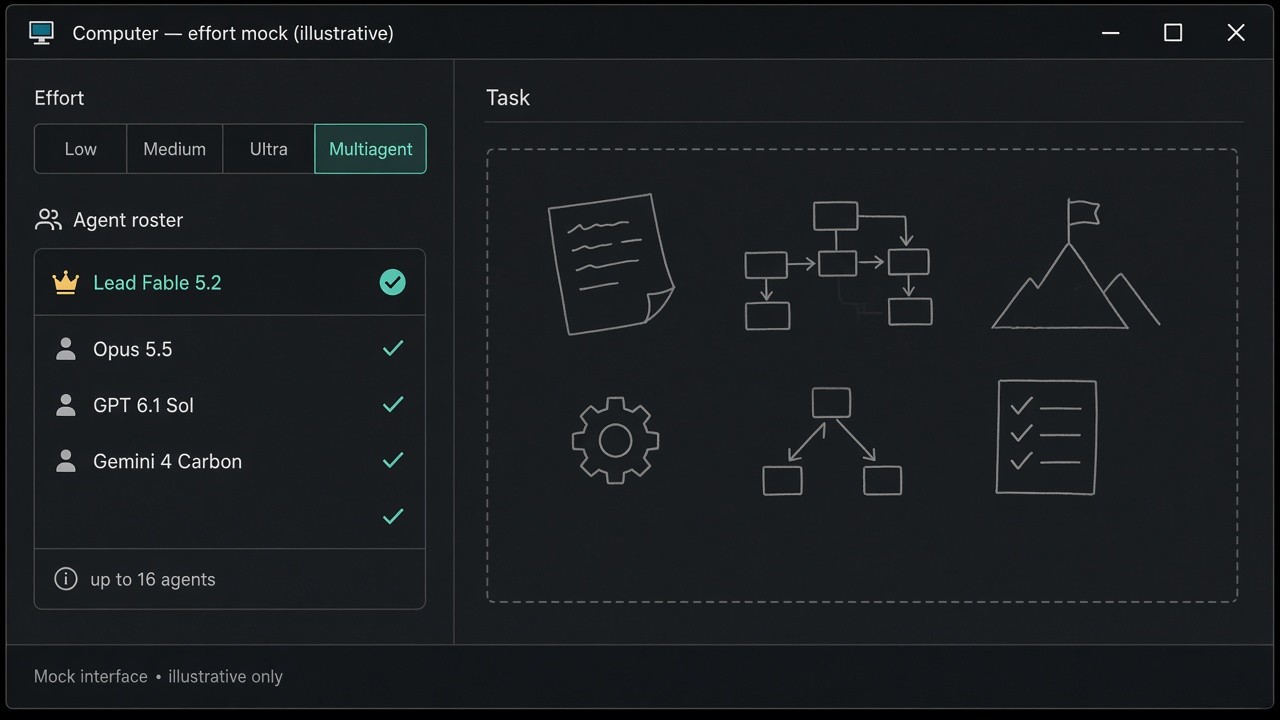 Computer — effort mock (illustrative)
Effort
Low Medium Ultra Multiagent
Agent roster
Lead Fable 5.2
Opus 5.5
GPT 6.1 Sol
Gemini 4 Carbon
up to 16 agents
Task
Mock interface • illustrative only